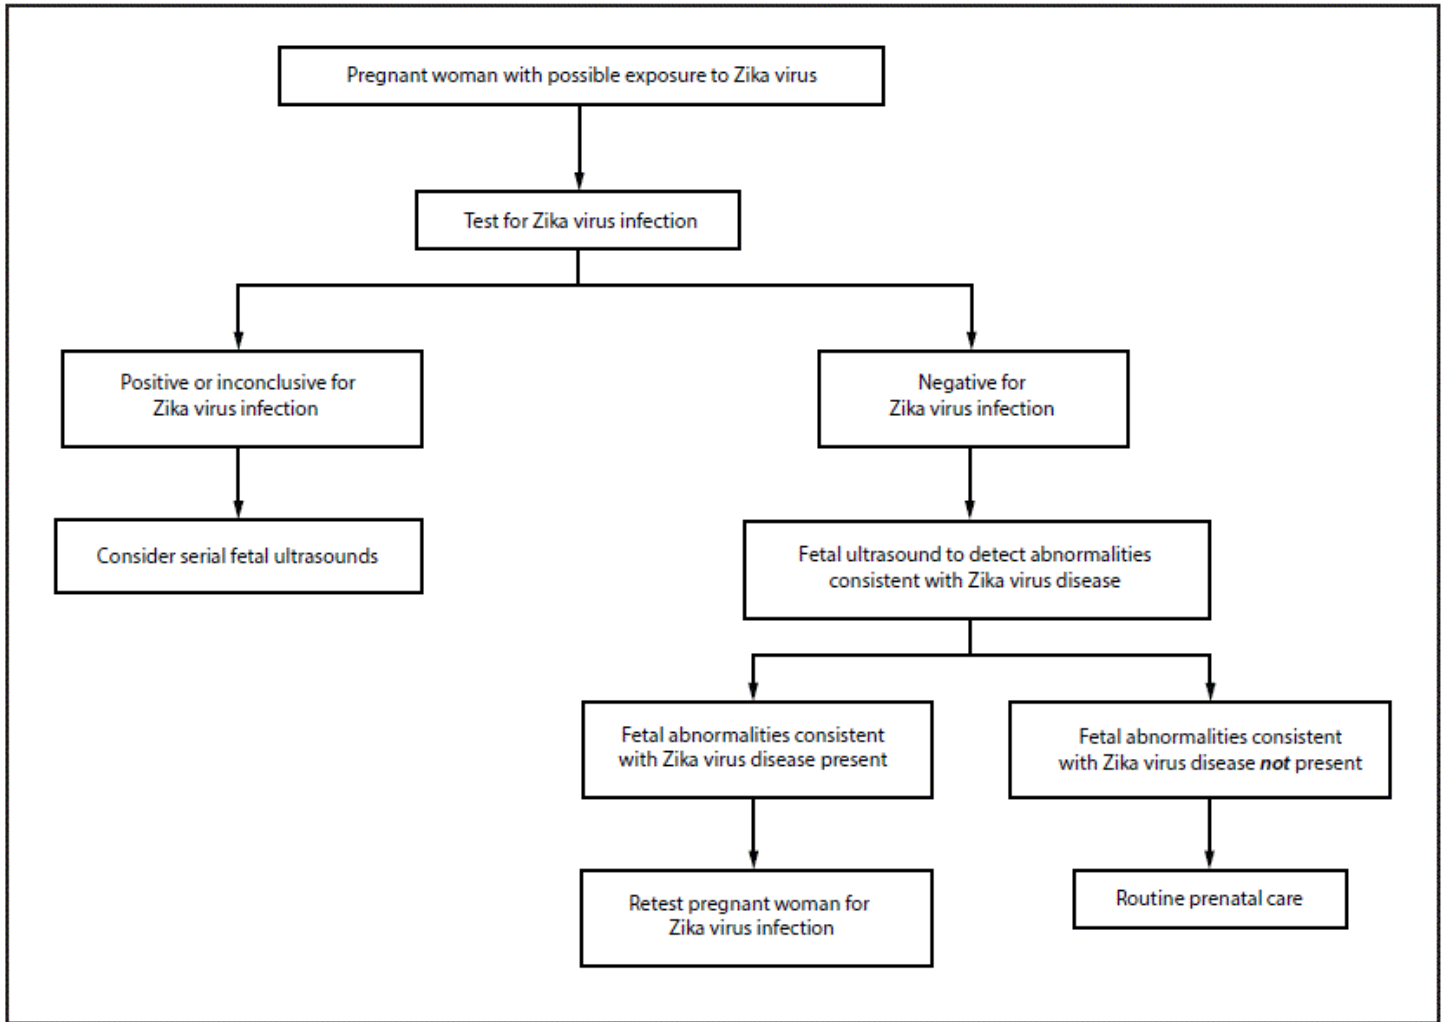 Pregnant woman with possible exposure to Zika virus
Test for Zika virus infection
Positive or inconclusive for
Zika virus infection
Negative for
Zika virus infection
Consider serial fetal ultrasounds
Fetal ultrasound to detect abnormalities
consistent with Zika virus disease
Fetal abnormalities consistent
with Zika virus disease present
Fetal abnormalities consistent
with Zika virus disease not present
Retest pregnant woman for
Zika virus infection
Routine prenatal care